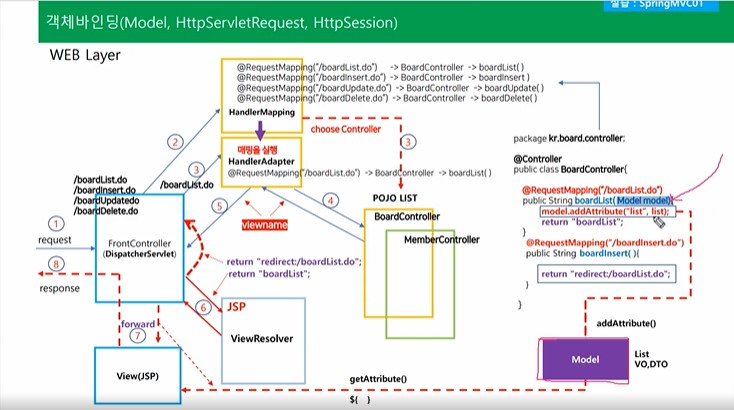 실습 : SpringMVC01
객체바인딩(Model, HttpServletRequest, HttpSession)
WEB Layer
@RequestMapping("/boardList.do") -> BoardController -> boardList( )
@RequestMapping("/boardInsert.do") -> BoardController -> boardInsert )
@RequestMapping("/boardUpdate.do") -> BoardController -> boardUpdate( )
@RequestMapping("/boardDelete.do") -> BoardController -> boardDelete( )
HandlerMapping
choose Controller
②
③
③
매핑을 실행
HandlerAdapter
@RequestMapping("/boardList.do") -> BoardController -> boardList()
/boardList.do
/boardInsert.do
/boardUpdatedo
/boardDelete.do
/boardList.do
⑤
④
viewname
POJO LIST
BoardController
MemberController
①
request
FrontController
(DispatcherServlet)
⑧
response
return "redirect:/boardList.do";
return "boardList";
⑥
JSP
ViewResolver
forward
⑦
View(JSP)
getAttribute()
$( )
package kr.board.controller;
@Controller
public class BoardController{
@RequestMapping("/boardList.do")
public String boardList( Model model){
model.addAttribute("list", list);
return "boardList";
}
@RequestMapping("/boardInsert.do")
public String boardInsert( ){
return "redirect:/boardList.do";
}
}
addAttribute()
Model
List
VO,DTO